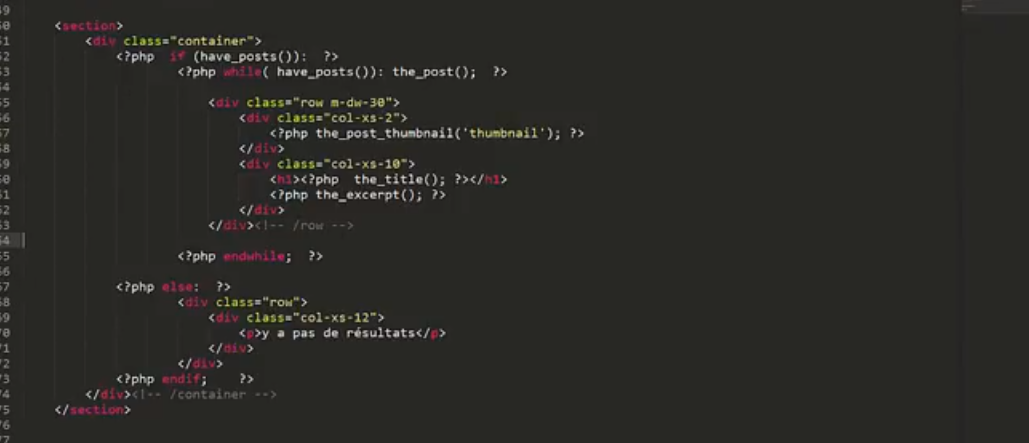 49
50 <section>
51 <div class="container">
52 <?php  if (have_posts()):  ?>
53 <?php while( have_posts()): the_post();  ?>
54
55 <div class="row m-dw-30">
56 <div class="col-xs-2">
57 <?php the_post_thumbnail('thumbnail'); ?>
58 </div>
59 <div class="col-xs-10">
60 <h1><?php  the_title(); ?></h1>
61 <?php the_excerpt(); ?>
62 </div>
63 </div><!-- /row -->
64
65 <?php endwhile;  ?>
66
67 <?php else:  ?>
68 <div class="row">
69 <div class="col-xs-12">
70 <p>y a pas de résultats</p>
71 </div>
72 </div>
73 <?php endif;    ?>
74 </div><!-- /container -->
75 </section>
76
77